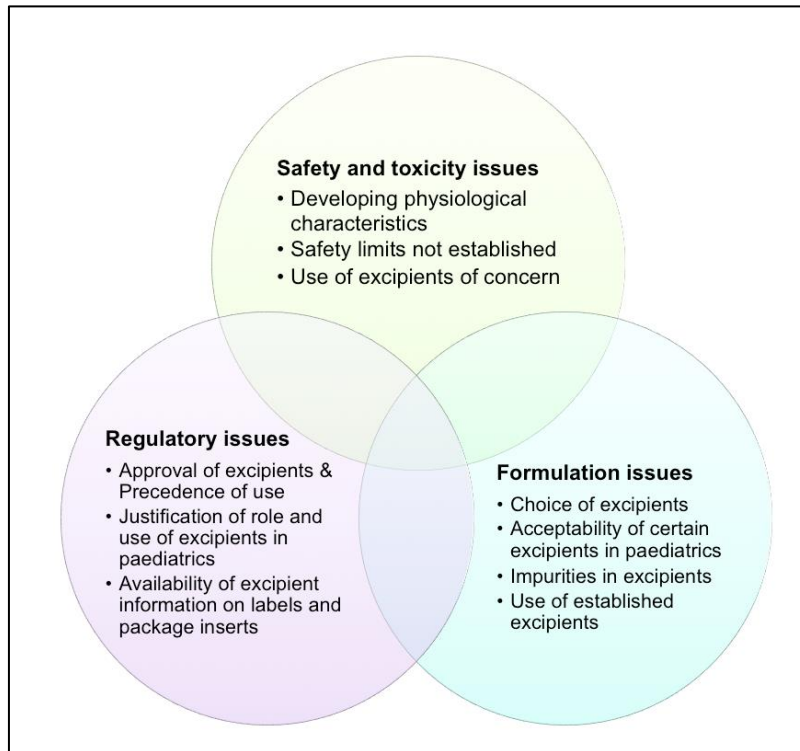 Safety and toxicity issues
• Developing physiological
characteristics
• Safety limits not established
• Use of excipients of concern
Regulatory issues
• Approval of excipients &
Precedence of use
• Justification of role and
use of excipients in
paediatrics
• Availability of excipient
information on labels and
package inserts
Formulation issues
• Choice of excipients
• Acceptability of certain
excipients in paediatrics
• Impurities in excipients
• Use of established
excipients